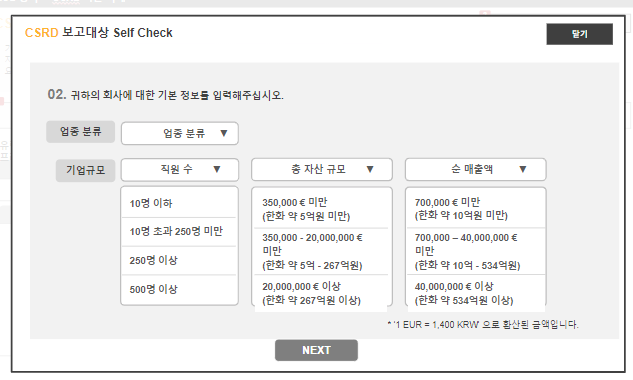 CSRD 보고대상 Self Check
닫기
02. 귀하의 회사에 대한 기본 정보를 입력해주십시오.
업종 분류
업종 분류 ▼
기업규모
직원 수 ▼
총 자산 규모 ▼
순 매출액 ▼
10명 이하
10명 초과 250명 미만
250명 이상
500명 이상
350,000 € 미만
(한화 약 5억원 미만)
350,000 - 20,000,000 €
미만
(한화 약 5억 - 267억원)
20,000,000 € 이상
(한화 약 267억원 이상)
700,000 € 미만
(한화 약 10억원 미만)
700,000 – 40,000,000 €
미만
(한화 약 10억 - 534억원)
40,000,000 € 이상
(한화 약 534억원 이상)
* '1 EUR = 1,400 KRW' 으로 환산된 금액입니다.
NEXT